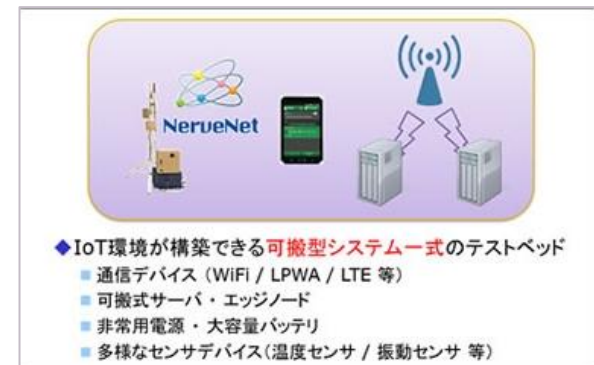 NerveNet
◆IoT環境が構築できる可搬型システム一式のテストベッド
■ 通信デバイス (WiFi / LPWA / LTE 等)
■ 可搬式サーバ ・ エッジノード
■ 非常用電源 ・ 大容量バッテリ
■ 多様なセンサデバイス(温度センサ / 振動センサ 等)